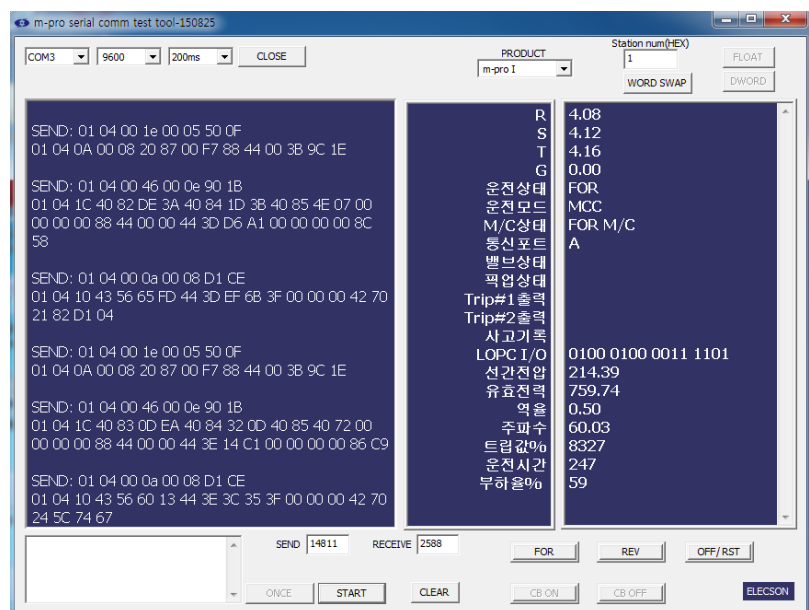 m-pro serial comm test tool-150825
COM3 9600 200ms CLOSE
PRODUCT
m-pro I
Station num(HEX)
1
WORD SWAP
FLOAT
DWORD
SEND: 01 04 00 1e 00 05 50 0F
01 04 0A 00 08 20 87 00 F7 88 44 00 3B 9C 1E
SEND: 01 04 00 46 00 0e 90 1B
01 04 1C 40 82 DE 3A 40 84 1D 3B 40 85 4E 07 00
00 00 00 88 44 00 00 44 3D D6 A1 00 00 00 00 8C
58
SEND: 01 04 00 0a 00 08 D1 CE
01 04 10 43 56 65 FD 44 3D EF 6B 3F 00 00 00 42 70
21 82 D1 04
SEND: 01 04 00 1e 00 05 50 0F
01 04 0A 00 08 20 87 00 F7 88 44 00 3B 9C 1E
SEND: 01 04 00 46 00 0e 90 1B
01 04 1C 40 83 0D EA 40 84 32 0D 40 85 40 72 00
00 00 00 88 44 00 00 44 3E 14 C1 00 00 00 00 86 C9
SEND: 01 04 00 0a 00 08 D1 CE
01 04 10 43 56 60 13 44 3E 3C 35 3F 00 00 00 42 70
24 5C 74 67
R 4.08
S 4.12
T 4.16
G 0.00
운전상태 FOR
운전모드 MCC
M/C상태 FOR M/C
통신포트 A
밸브상태
픽업상태
Trip#1출력
Trip#2출력
사고기록
LOPC I/O 0100 0100 0011 1101
선간전압 214.39
유효전력 759.74
역율 0.50
주파수 60.03
트립값% 8327
운전시간 247
부하율% 59
SEND 14811 RECEIVE 2588
FOR REV OFF/RST
ONCE START CLEAR CB ON CB OFF ELECSON